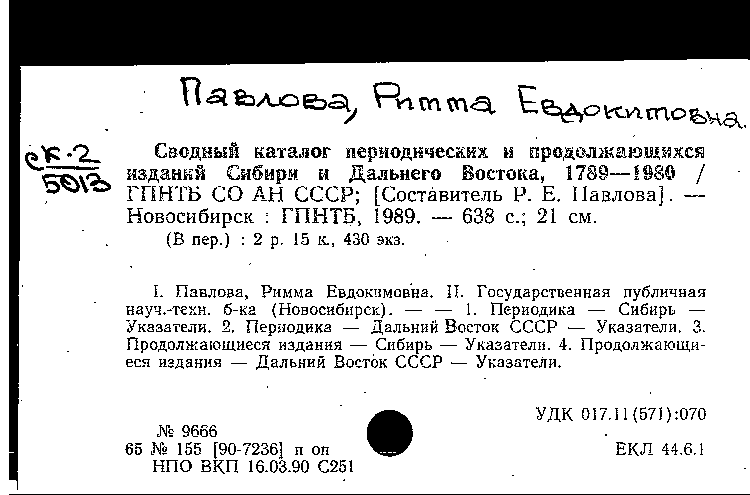 Павлова, Римма Евдокимовна.
ск-2
5013
Сводный каталог периодических и продолжающихся
изданий Сибири и Дальнего Востока, 1789—1980 /
ГПНТБ СО АН СССР; [Составитель Р. Е. Павлова]. —
Новосибирск : ГПНТБ, 1989. — 638 с.; 21 см.
(В пер.) : 2 р. 15 к., 430 экз.
I. Павлова, Римма Евдокимовна. II. Государственная публичная
науч.-техн. б-ка (Новосибирск). — — 1. Периодика — Сибирь —
Указатели. 2. Периодика — Дальний Восток СССР — Указатели. 3.
Продолжающиеся издания — Сибирь — Указатели. 4. Продолжающи-
еся издания — Дальний Восток СССР — Указатели.
УДК 017.11(571):070
№ 9666
65 № 155 [90-7236] п оп
ЕКЛ 44.6.1
НПО ВКП 16.03.90 С251